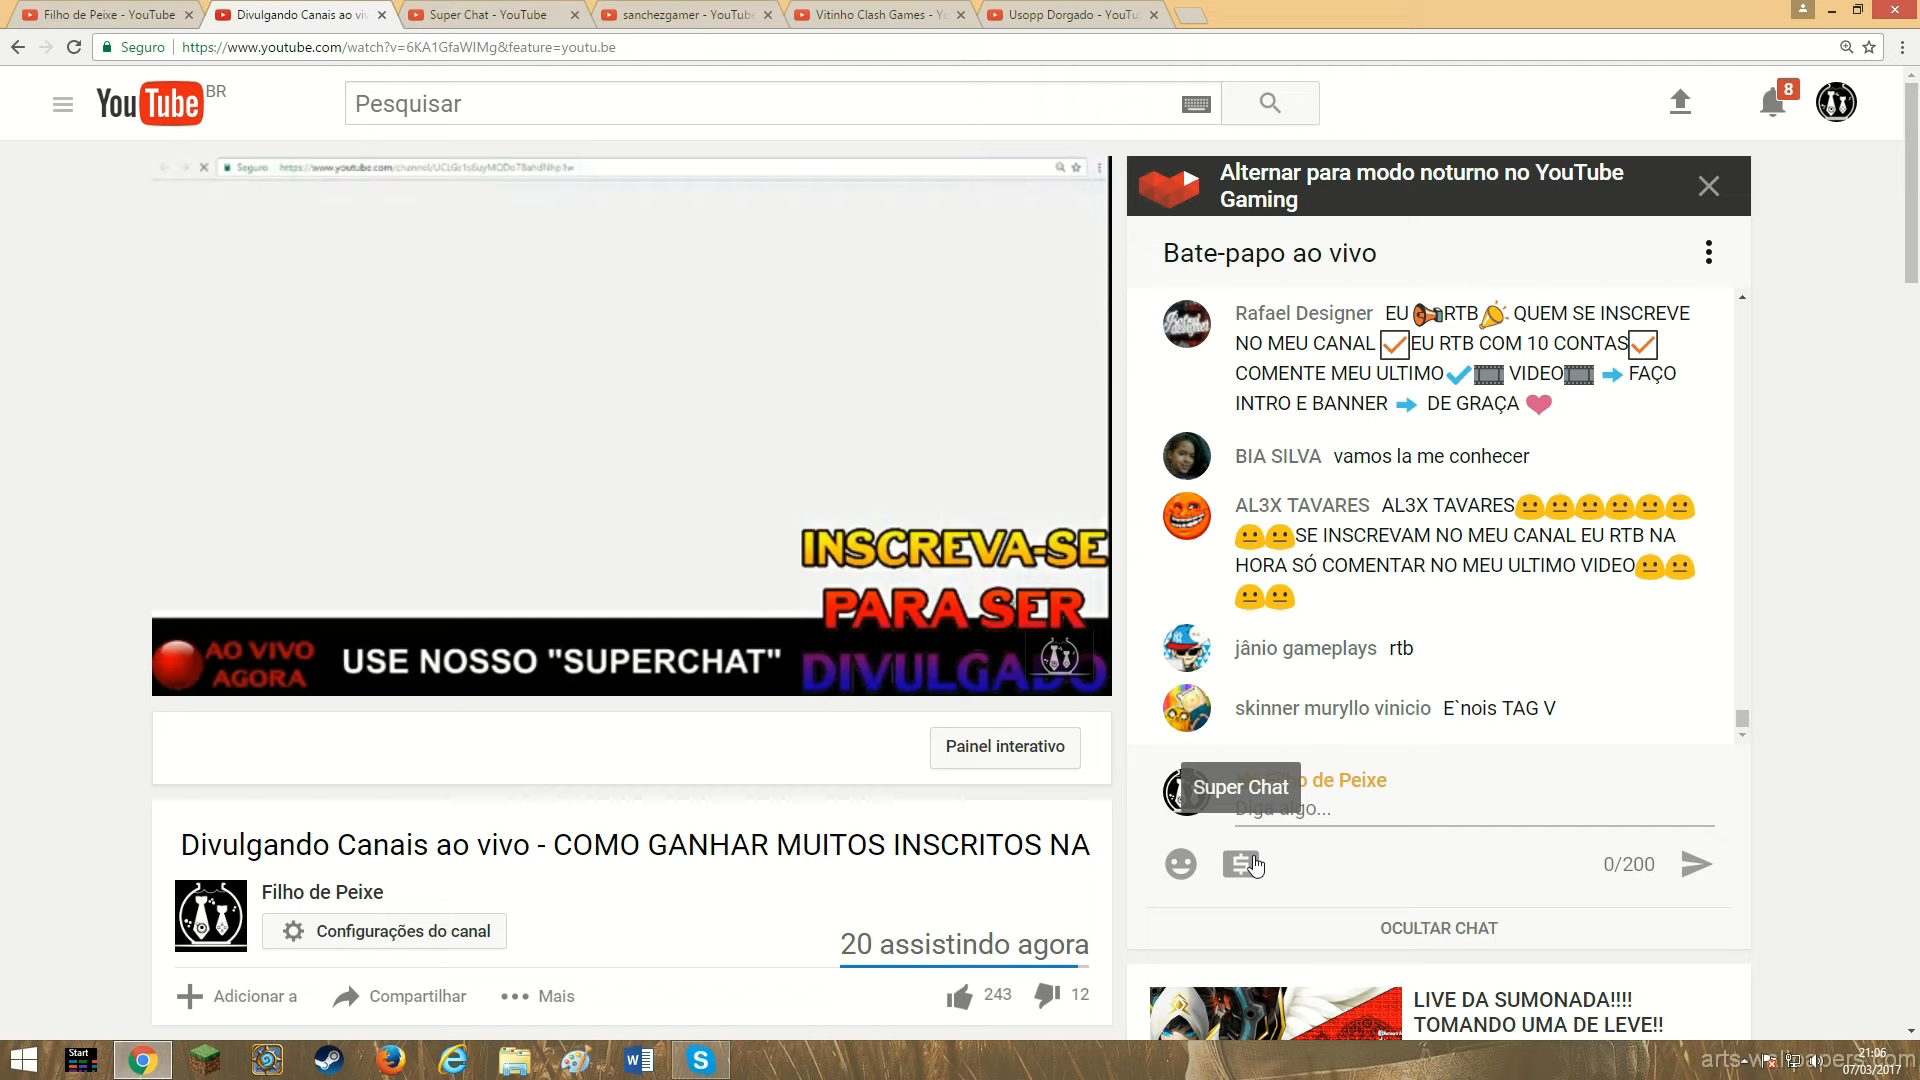 Filho de Peixe - YouTube
Divulgando Canais ao viv
Super Chat - YouTube
sanchezgamer - YouTub
Vitinho Clash Games - Yo
Usopp Dorgado - YouTu
Seguro
https://www.youtube.com/watch?v=6KA1GfaWIMg&feature=youtu.be
YouTube BR
Pesquisar
8
Seguro
AO VIVO
AGORA
USE NOSSO "SUPERCHAT"
INSCREVA-SE
PARA SER
DIVULGADO
Painel interativo
Divulgando Canais ao vivo - COMO GANHAR MUITOS INSCRITOS NA
Filho de Peixe
Configurações do canal
20 assistindo agora
Adicionar a
Compartilhar
Mais
243
12
Alternar para modo noturno no YouTube
Gaming
Bate-papo ao vivo
Rafael Designer EU RTB QUEM SE INSCREVE
NO MEU CANAL EU RTB COM 10 CONTAS
COMENTE MEU ULTIMO VIDEO FAÇO
INTRO E BANNER DE GRAÇA
BIA SILVA vamos la me conhecer
AL3X TAVARES AL3X TAVARES
SE INSCREVAM NO MEU CANAL EU RTB NA
HORA SÓ COMENTAR NO MEU ULTIMO VIDEO
jânio gameplays rtb
skinner muryllo vinicio E`nois TAG V
de Peixe
Super Chat
Diga algo...
0/200
OCULTAR CHAT
LIVE DA SUMONADA!!!!
TOMANDO UMA DE LEVE!!
Start
arts-wallpapers.com
21:06
07/03/2017